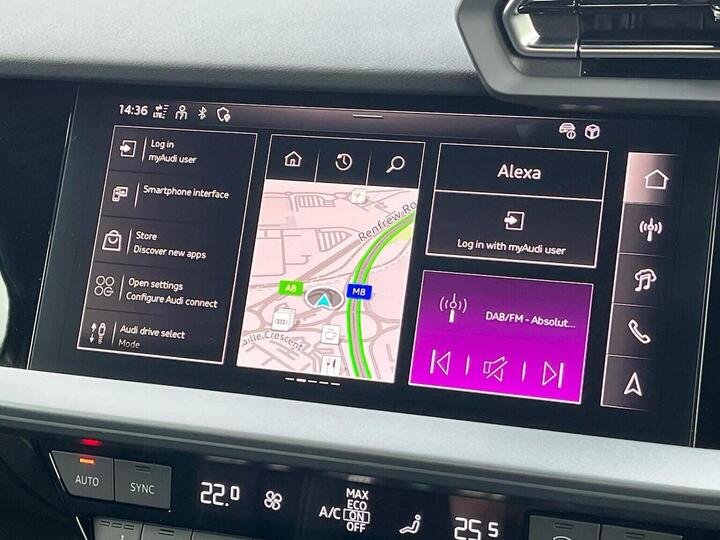 14:36 LTE
Log in
myAudi user
Smartphone interface
Store
Discover new apps
Open settings
Configure Audi connect
Audi drive select
Mode
Renfrew Ro
A8
M8
aille.Crescent
Alexa
Log in with myAudi user
DAB/FM - Absolut...
AUTO
SYNC
22.0
A/C
MAX
ECO
ON
OFF
25.5